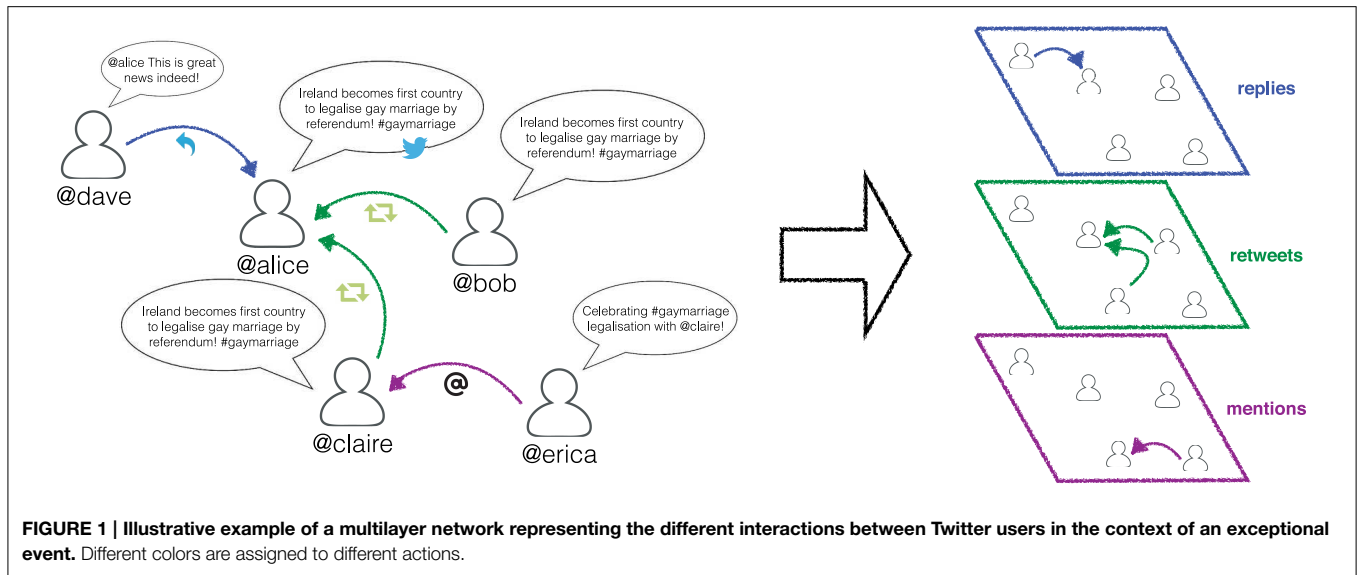 @alice This is great
news indeed!
@dave
Ireland becomes first country
to legalise gay marriage by
referendum! #gaymarriage
@alice
Ireland becomes first country
to legalise gay marriage by
referendum! #gaymarriage
@bob
Ireland becomes first country
to legalise gay marriage by
referendum! #gaymarriage
@claire
@
Celebrating #gaymarriage
legalisation with @claire!
@erica
replies
retweets
mentions
FIGURE 1 | Illustrative example of a multilayer network representing the different interactions between Twitter users in the context of an exceptional
event. Different colors are assigned to different actions.